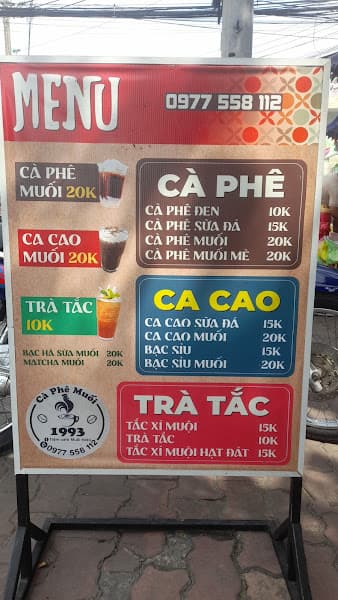 MENU
0977 558 112
CÀ PHÊ
MUỐI 20K
CA CAO
MUỐI 20K
TRÀ TẮC
10K
BẠC HÀ SỮA MUỐI 20K
MATCHA MUỐI 20K
Cà Phê Muối
1993
0977 558 112
CÀ PHÊ
CÀ PHÊ ĐEN 10K
CÀ PHÊ SỮA ĐÁ 15K
CÀ PHÊ MUỐI 20K
CÀ PHÊ MUỐI MÈ 20K
CA CAO
CA CAO SỮA ĐÁ 15K
CA CAO MUỐI 20K
BẠC SỈU 15K
BẠC SỈU MUỐI 20K
TRÀ TẮC
TẮC XÍ MUỘI 15K
TRÀ TẮC 10K
TẮC XÍ MUỘI HẠT ĐÁT 15K